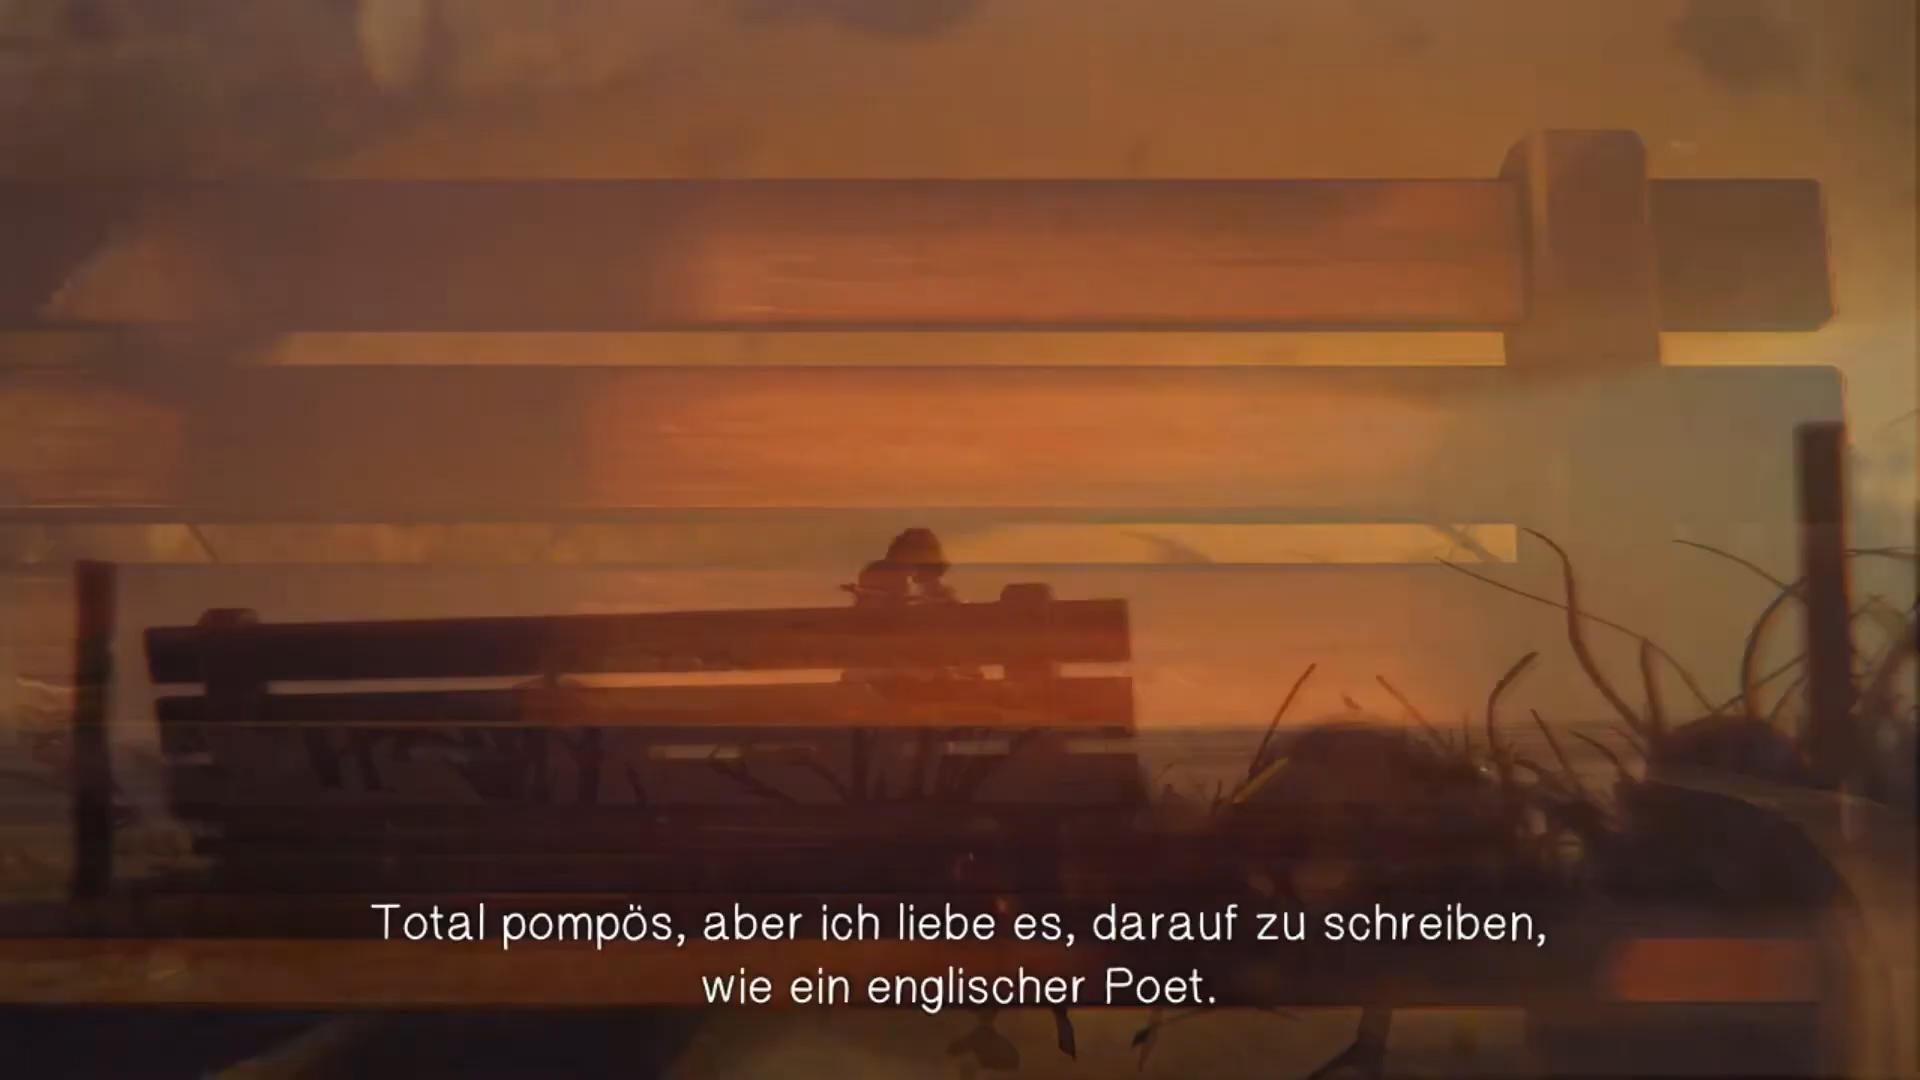 Total pompös, aber ich liebe es, darauf zu schreiben,
wie ein englischer Poet.